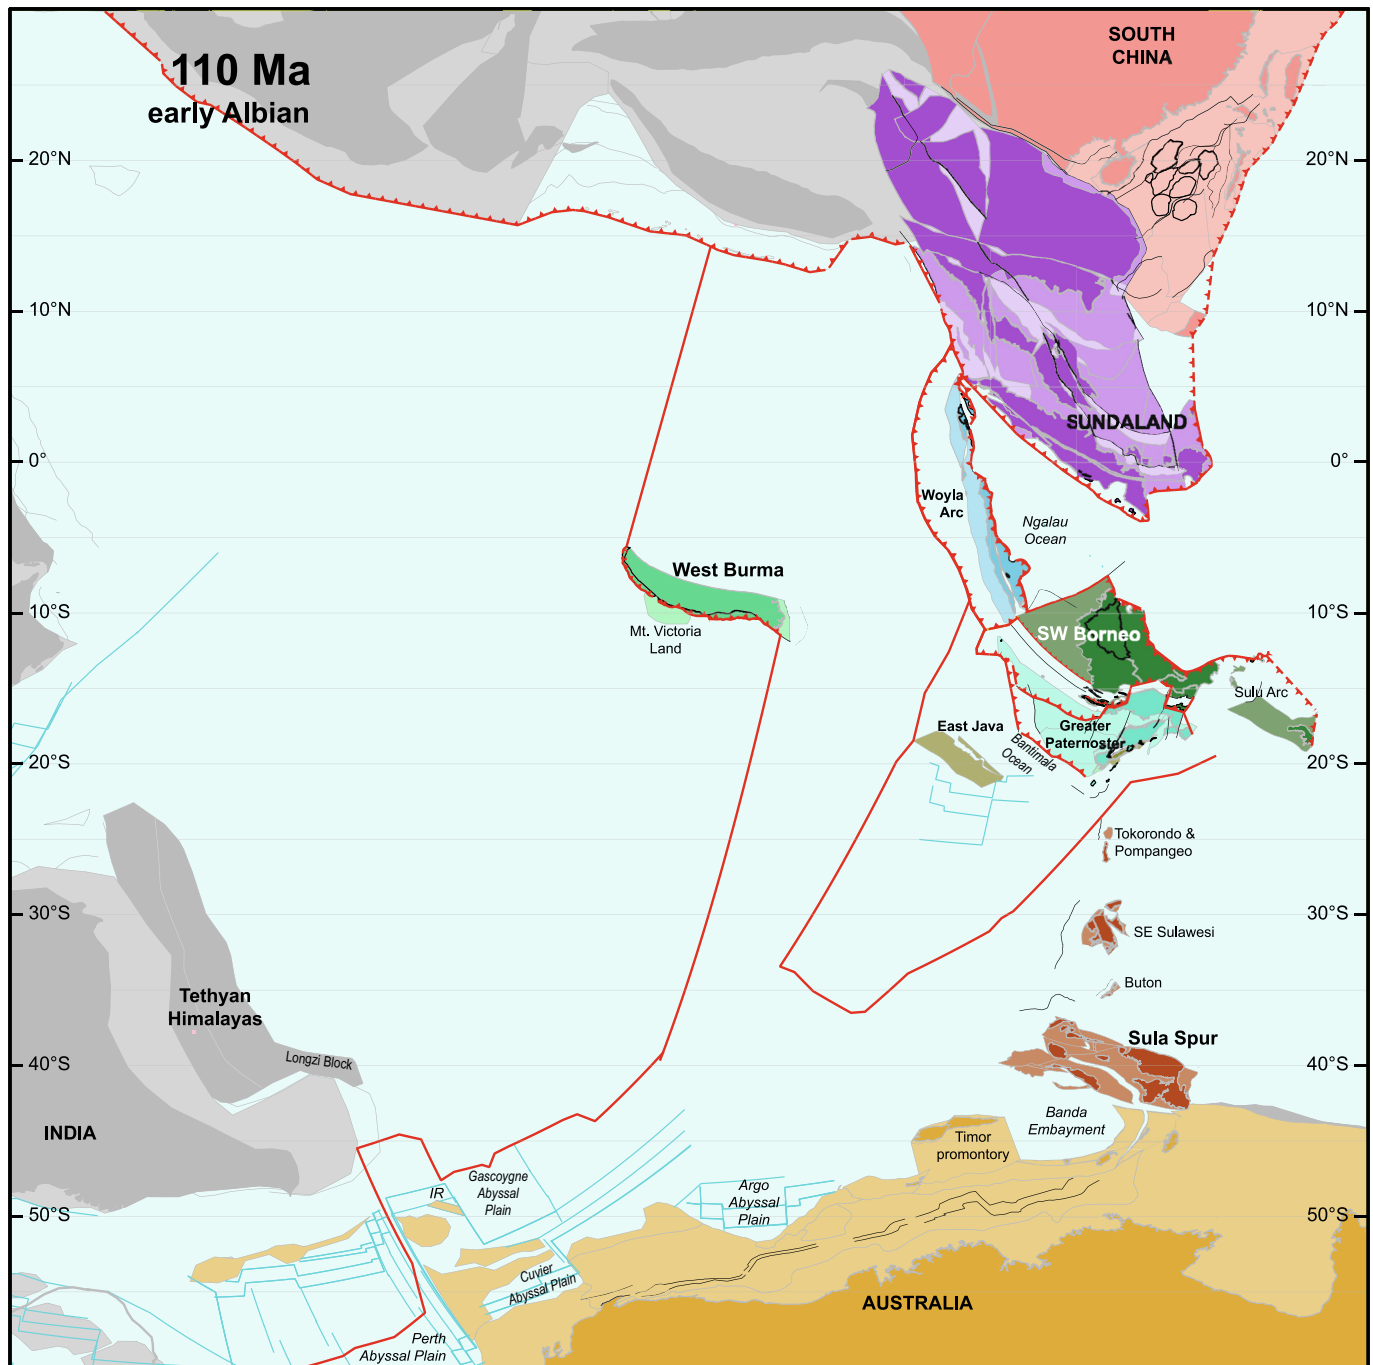 110 Ma
early Albian
SOUTH
CHINA
20°N
20°N
10°N
10°N
SUNDALAND
0°
0°
Woyla
Arc
Ngalau
Ocean
West Burma
10°S
10°S
Mt. Victoria
Land
SW Borneo
Sulu Arc
East Java
Greater
Paternoster
Bantimala
Ocean
20°S
20°S
Tokorondo &
Pompangeo
30°S
30°S
SE Sulawesi
Buton
Tethyan
Himalayas
Sula Spur
Longzi Block
40°S
40°S
Banda
Embayment
INDIA
Timor
promontory
Gascoygne
Abyssal
Plain
IR
Argo
Abyssal
Plain
50°S
50°S
Cuvier
Abyssal Plain
AUSTRALIA
Perth
Abyssal Plain